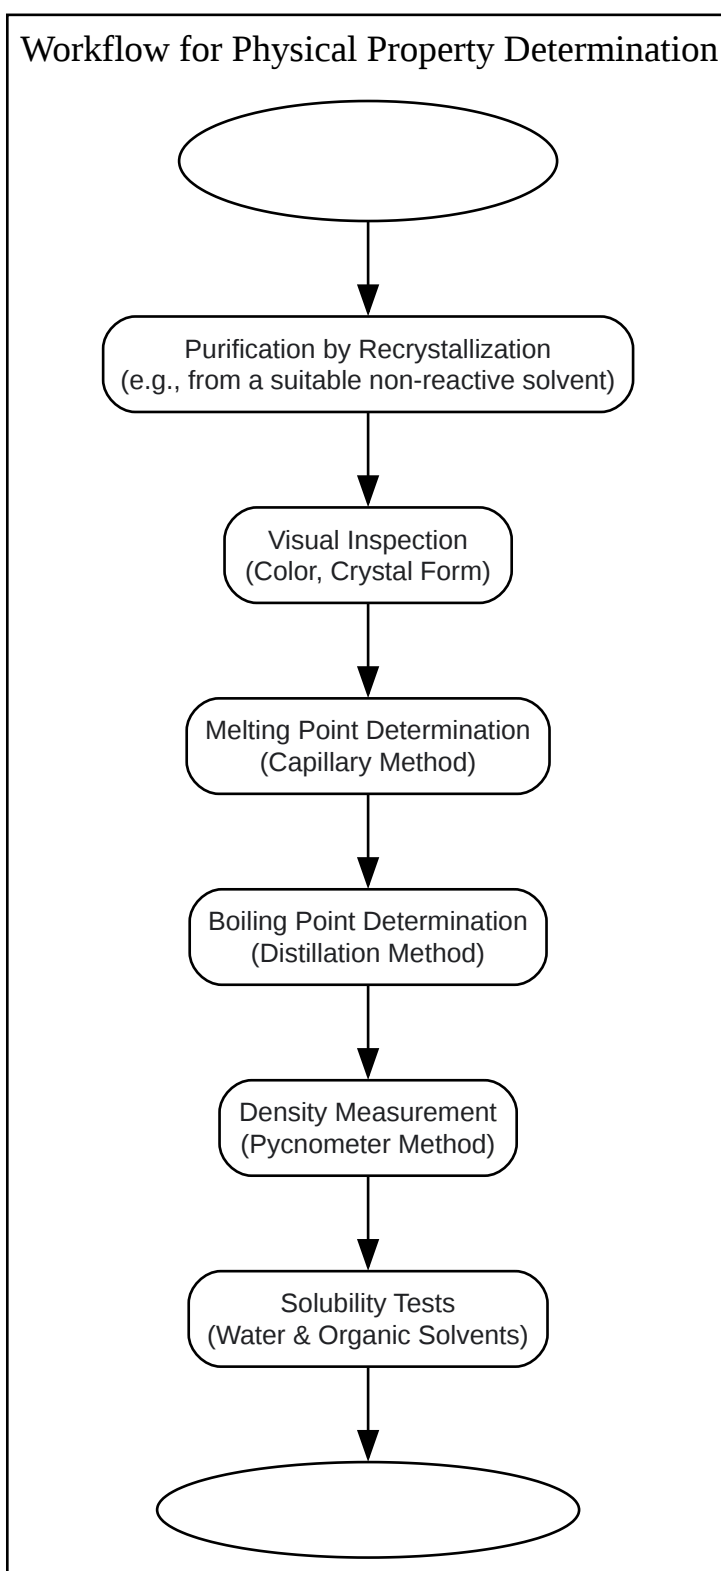 Workflow for Physical Property Determination
Purification by Recrystallization
(e.g., from a suitable non-reactive solvent)
Visual Inspection
(Color, Crystal Form)
Melting Point Determination
(Capillary Method)
Boiling Point Determination
(Distillation Method)
Density Measurement
(Pycnometer Method)
Solubility Tests
(Water & Organic Solvents)